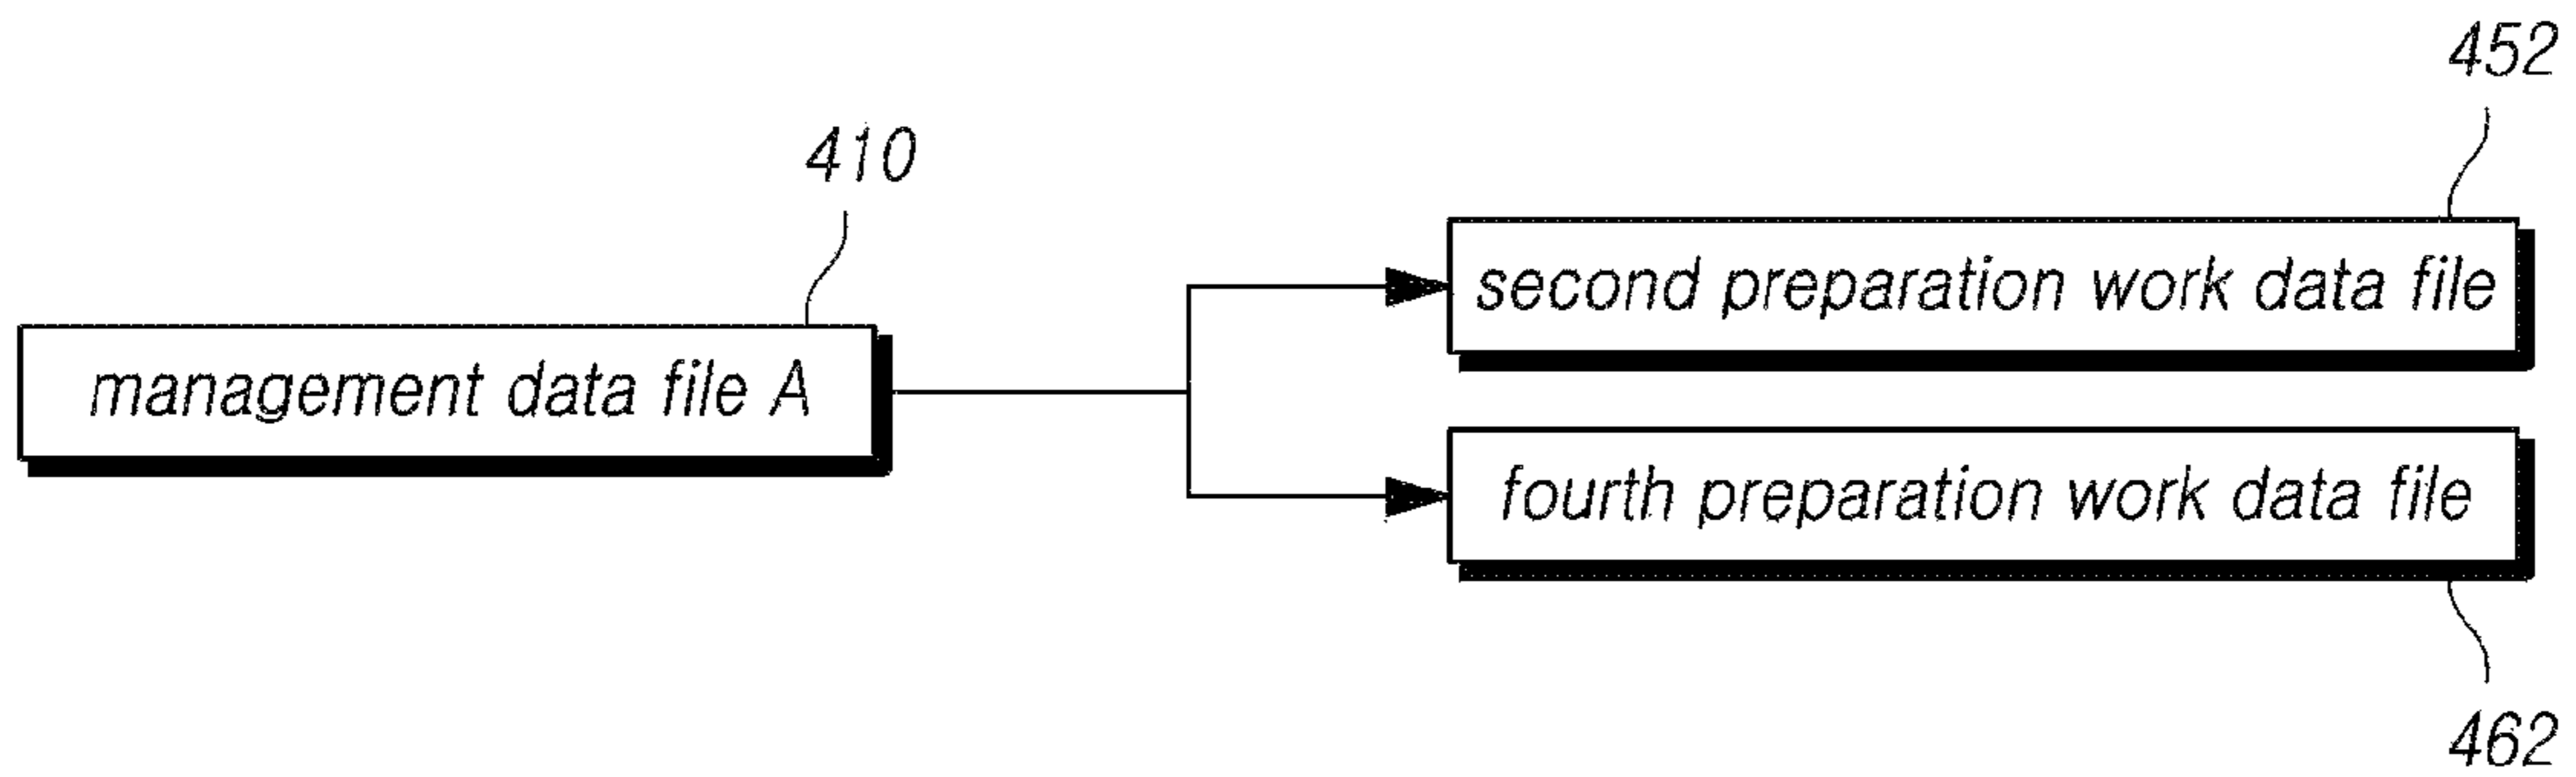 452
410
second preparation work data file
management data file A
fourth preparation work data file
462